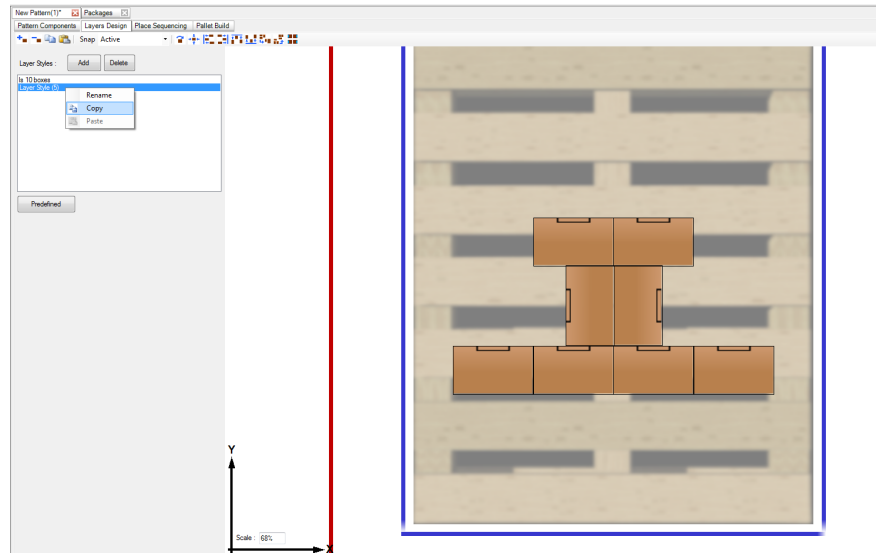 New Pattern(1)* Packages
Pattern Components Layers Design Place Sequencing Pallet Build
Snap Active
Layer Styles : Add Delete
ls 10 boxes
Layer Style (5)
Rename
Copy
Paste
Predefined
Y
Scale : 68%
X